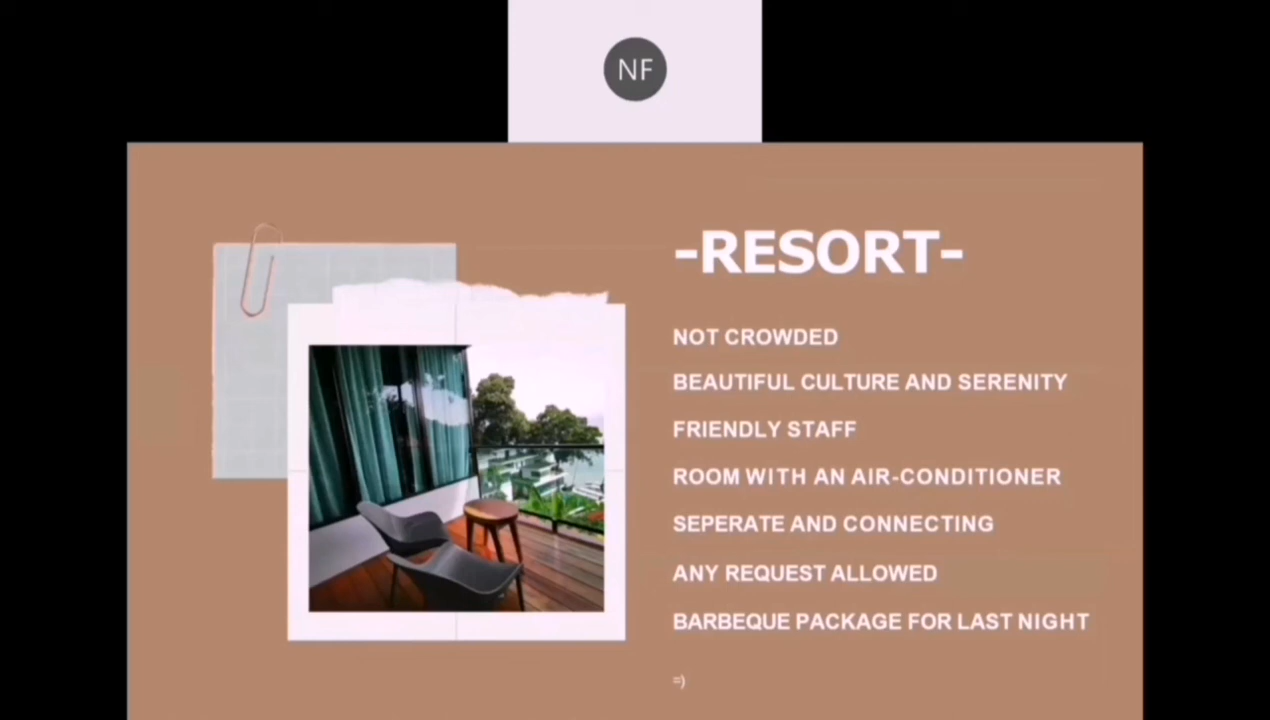 NF
-RESORT-
NOT CROWDED
BEAUTIFUL CULTURE AND SERENITY
FRIENDLY STAFF
ROOM WITH AN AIR-CONDITIONER
SEPERATE AND CONNECTING
ANY REQUEST ALLOWED
BARBEQUE PACKAGE FOR LAST NIGHT
=)